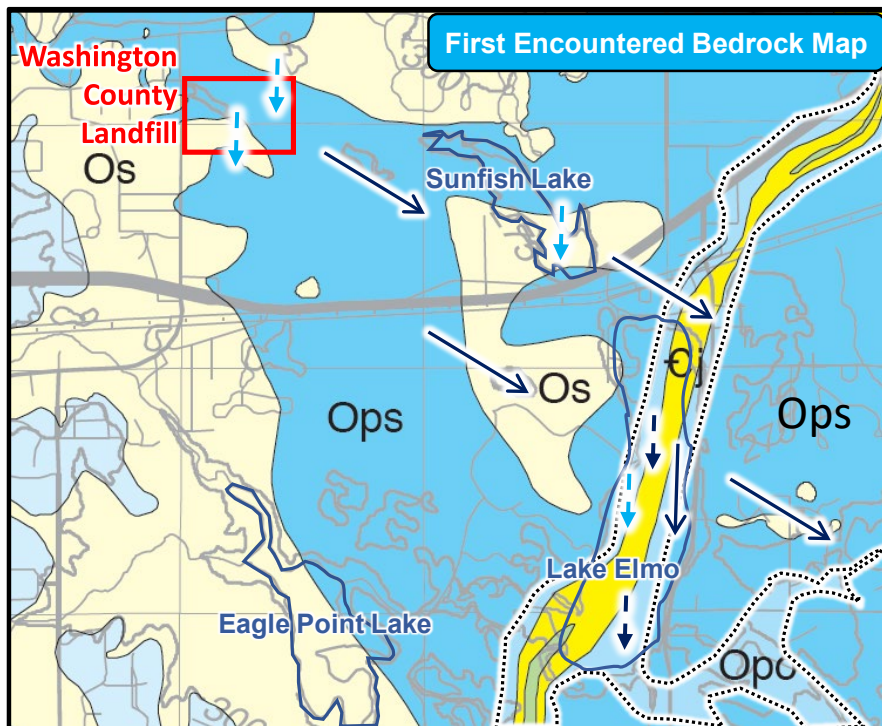 First Encountered Bedrock Map
Washington
County
Landfill
Os
Sunfish Lake
Єj
Os
Ops
Ops
Lake Elmo
Eagle Point Lake
Opc